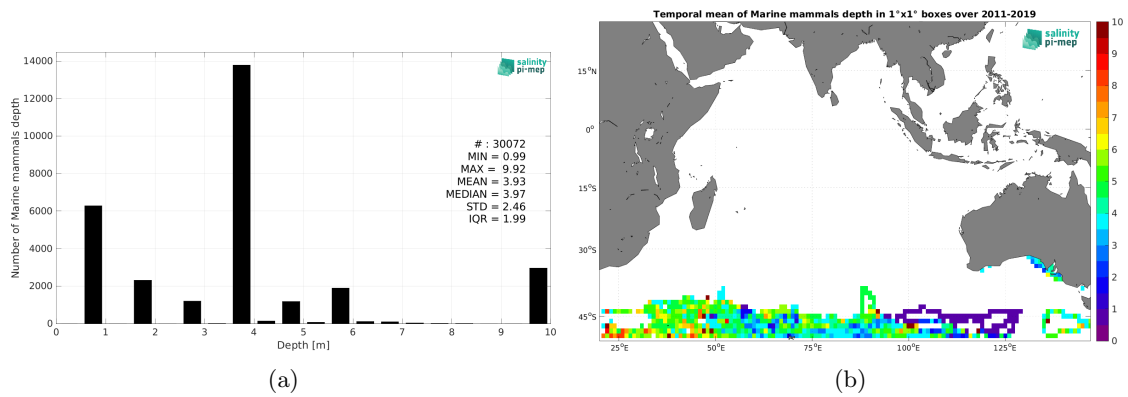 Number of Marine mammals depth
14000
12000
10000
8000
6000
4000
2000
0
0 1 2 3 4 5 6 7 8 9 10
Depth [m]
salinity
pi-mep
# : 30072
MIN = 0.99
MAX = 9.92
MEAN = 3.93
MEDIAN = 3.97
STD = 2.46
IQR = 1.99
(a)
Temporal mean of Marine mammals depth in 1°x1° boxes over 2011-2019
salinity
pi-mep
15°N
0°
15°S
30°S
45°S
25°E 50°E 75°E 100°E 125°E
10
9
8
7
6
5
4
3
2
1
0
(b)